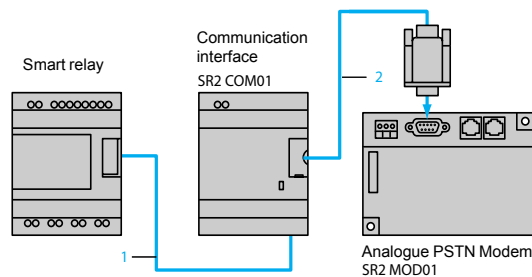 Smart relay
Communication
interface
SR2 COM01
2
1
Analogue PSTN Modem
SR2 MOD01